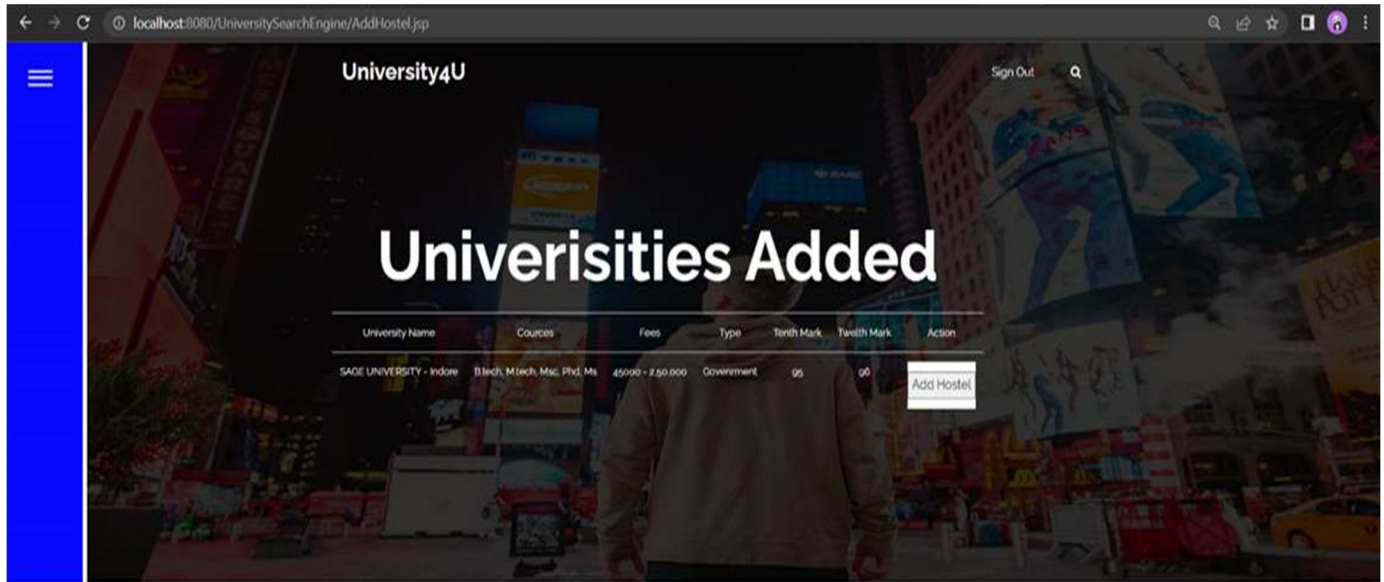 localhost:8080/UniversitySearchEngine/AddHostel.jsp
University4U
Sign Out
Univerisities Added
University Name Cources Fees Type Tenth Mark Twelth Mark Action
SAGE UNIVERSITY - Indore B.tech, M.tech, Msc, Phd, Ms 45000 - 2,50,000 Government 95 96 Add Hostel